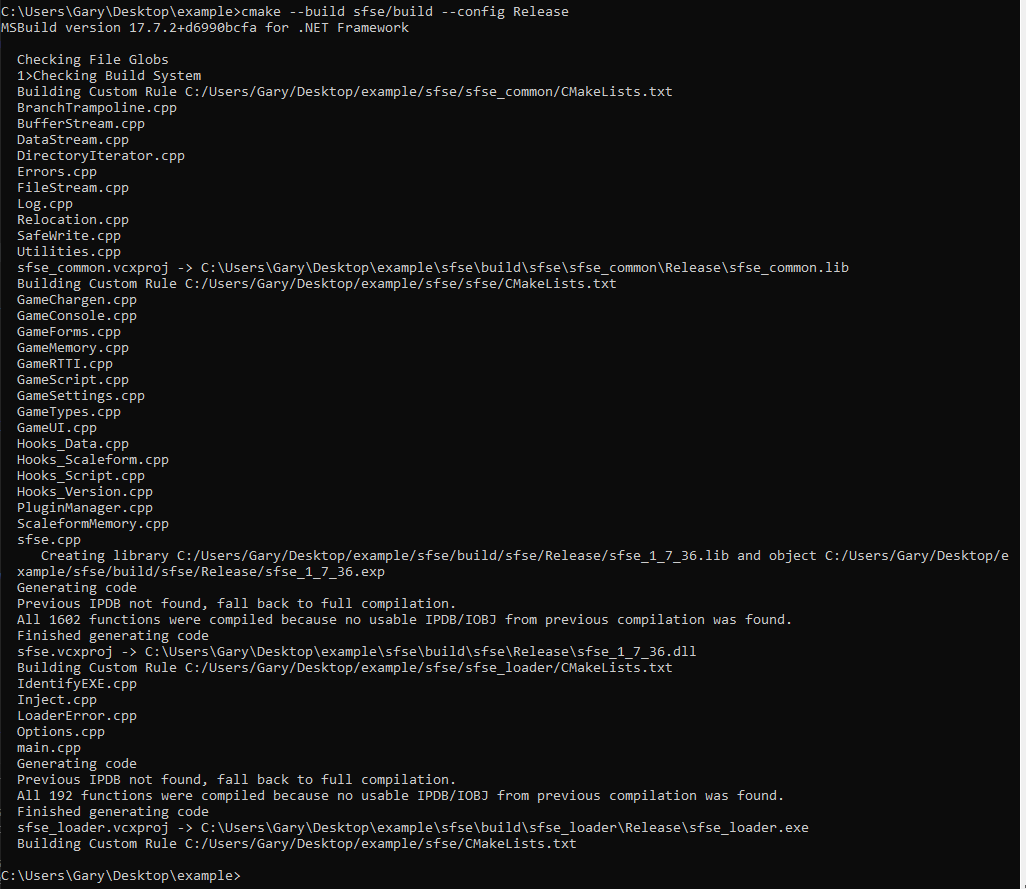 C:\Users\Gary\Desktop\example>cmake --build sfse/build --config Release
MSBuild version 17.7.2+d6990bcfa for .NET Framework
Checking File Globs
1>Checking Build System
Building Custom Rule C:/Users/Gary/Desktop/example/sfse/sfse_common/CMakeLists.txt
BranchTrampoline.cpp
BufferStream.cpp
DataStream.cpp
DirectoryIterator.cpp
Errors.cpp
FileStream.cpp
Log.cpp
Relocation.cpp
SafeWrite.cpp
Utilities.cpp
sfse_common.vcxproj -> C:\Users\Gary\Desktop\example\sfse\build\sfse\sfse_common\Release\sfse_common.lib
Building Custom Rule C:/Users/Gary/Desktop/example/sfse/sfse/CMakeLists.txt
GameChargen.cpp
GameConsole.cpp
GameForms.cpp
GameMemory.cpp
GameRTTI.cpp
GameScript.cpp
GameSettings.cpp
GameTypes.cpp
GameUI.cpp
Hooks_Data.cpp
Hooks_Scaleform.cpp
Hooks_Script.cpp
Hooks_Version.cpp
PluginManager.cpp
ScaleformMemory.cpp
sfse.cpp
Creating library C:/Users/Gary/Desktop/example/sfse/build/sfse/Release/sfse_1_7_36.lib and object C:/Users/Gary/Desktop/e
xample/sfse/build/sfse/Release/sfse_1_7_36.exp
Generating code
Previous IPDB not found, fall back to full compilation.
All 1602 functions were compiled because no usable IPDB/IOBJ from previous compilation was found.
Finished generating code
sfse.vcxproj -> C:\Users\Gary\Desktop\example\sfse\build\sfse\Release\sfse_1_7_36.dll
Building Custom Rule C:/Users/Gary/Desktop/example/sfse/sfse_loader/CMakeLists.txt
IdentifyEXE.cpp
Inject.cpp
LoaderError.cpp
Options.cpp
main.cpp
Generating code
Previous IPDB not found, fall back to full compilation.
All 192 functions were compiled because no usable IPDB/IOBJ from previous compilation was found.
Finished generating code
sfse_loader.vcxproj -> C:\Users\Gary\Desktop\example\sfse\build\sfse_loader\Release\sfse_loader.exe
Building Custom Rule C:/Users/Gary/Desktop/example/sfse/CMakeLists.txt
C:\Users\Gary\Desktop\example>